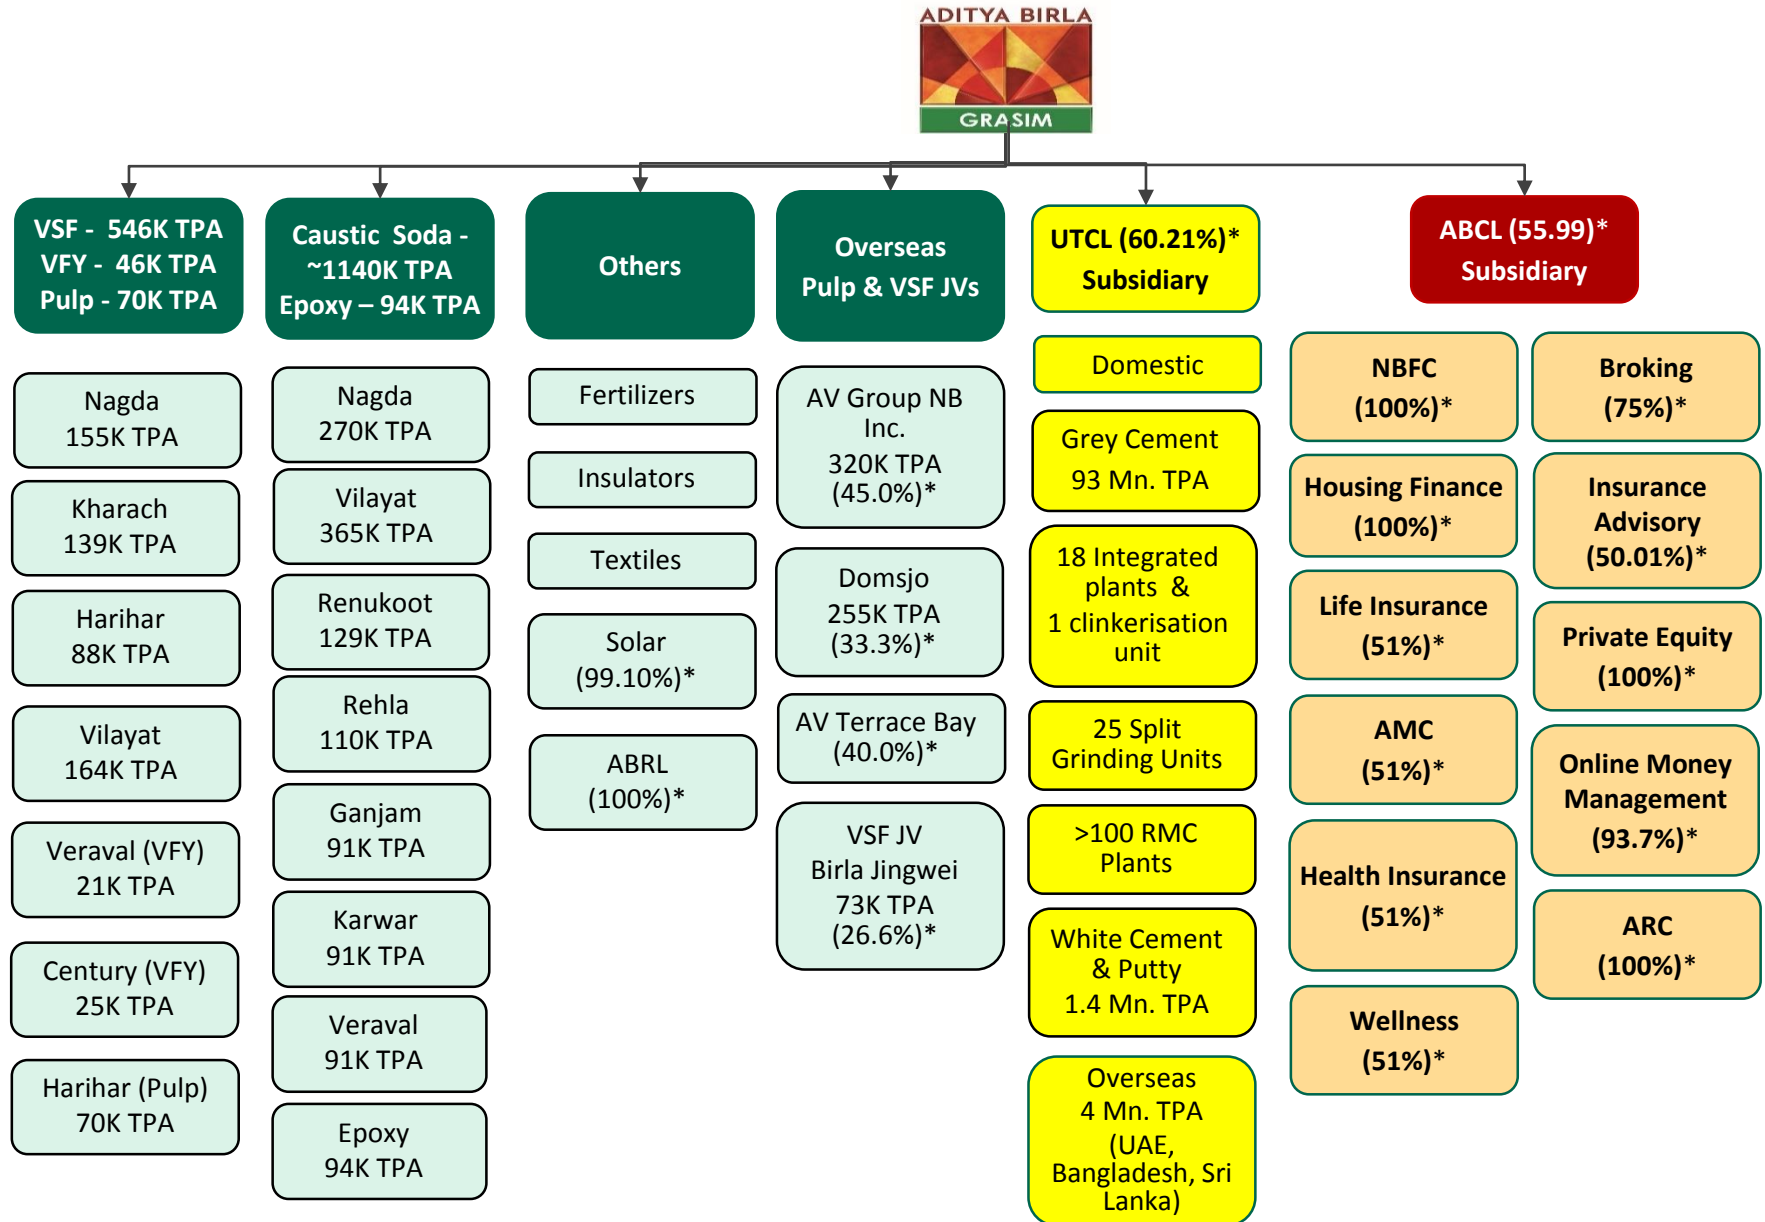 ADITYA BIRLA
GRASIM
VSF - 546K TPA
VFY - 46K TPA
Pulp - 70K TPA
Nagda
155K TPA
Kharach
139K TPA
Harihar
88K TPA
Vilayat
164K TPA
Veraval (VFY)
21K TPA
Century (VFY)
25K TPA
Harihar (Pulp)
70K TPA
Caustic Soda -
~1140K TPA
Epoxy – 94K TPA
Nagda
270K TPA
Vilayat
365K TPA
Renukoot
129K TPA
Rehla
110K TPA
Ganjam
91K TPA
Karwar
91K TPA
Veraval
91K TPA
Epoxy
94K TPA
Others
Fertilizers
Insulators
Textiles
Solar
(99.10%)*
ABRL
(100%)*
Overseas
Pulp & VSF JVs
AV Group NB
Inc.
320K TPA
(45.0%)*
Domsjo
255K TPA
(33.3%)*
AV Terrace Bay
(40.0%)*
VSF JV
Birla Jingwei
73K TPA
(26.6%)*
UTCL (60.21%)*
Subsidiary
Domestic
Grey Cement
93 Mn. TPA
18 Integrated
plants &
1 clinkerisation
unit
25 Split
Grinding Units
>100 RMC
Plants
White Cement
& Putty
1.4 Mn. TPA
Overseas
4 Mn. TPA
(UAE,
Bangladesh, Sri
Lanka)
ABCL (55.99)*
Subsidiary
NBFC
(100%)*
Housing Finance
(100%)*
Life Insurance
(51%)*
AMC
(51%)*
Health Insurance
(51%)*
Wellness
(51%)*
Broking
(75%)*
Insurance
Advisory
(50.01%)*
Private Equity
(100%)*
Online Money
Management
(93.7%)*
ARC
(100%)*